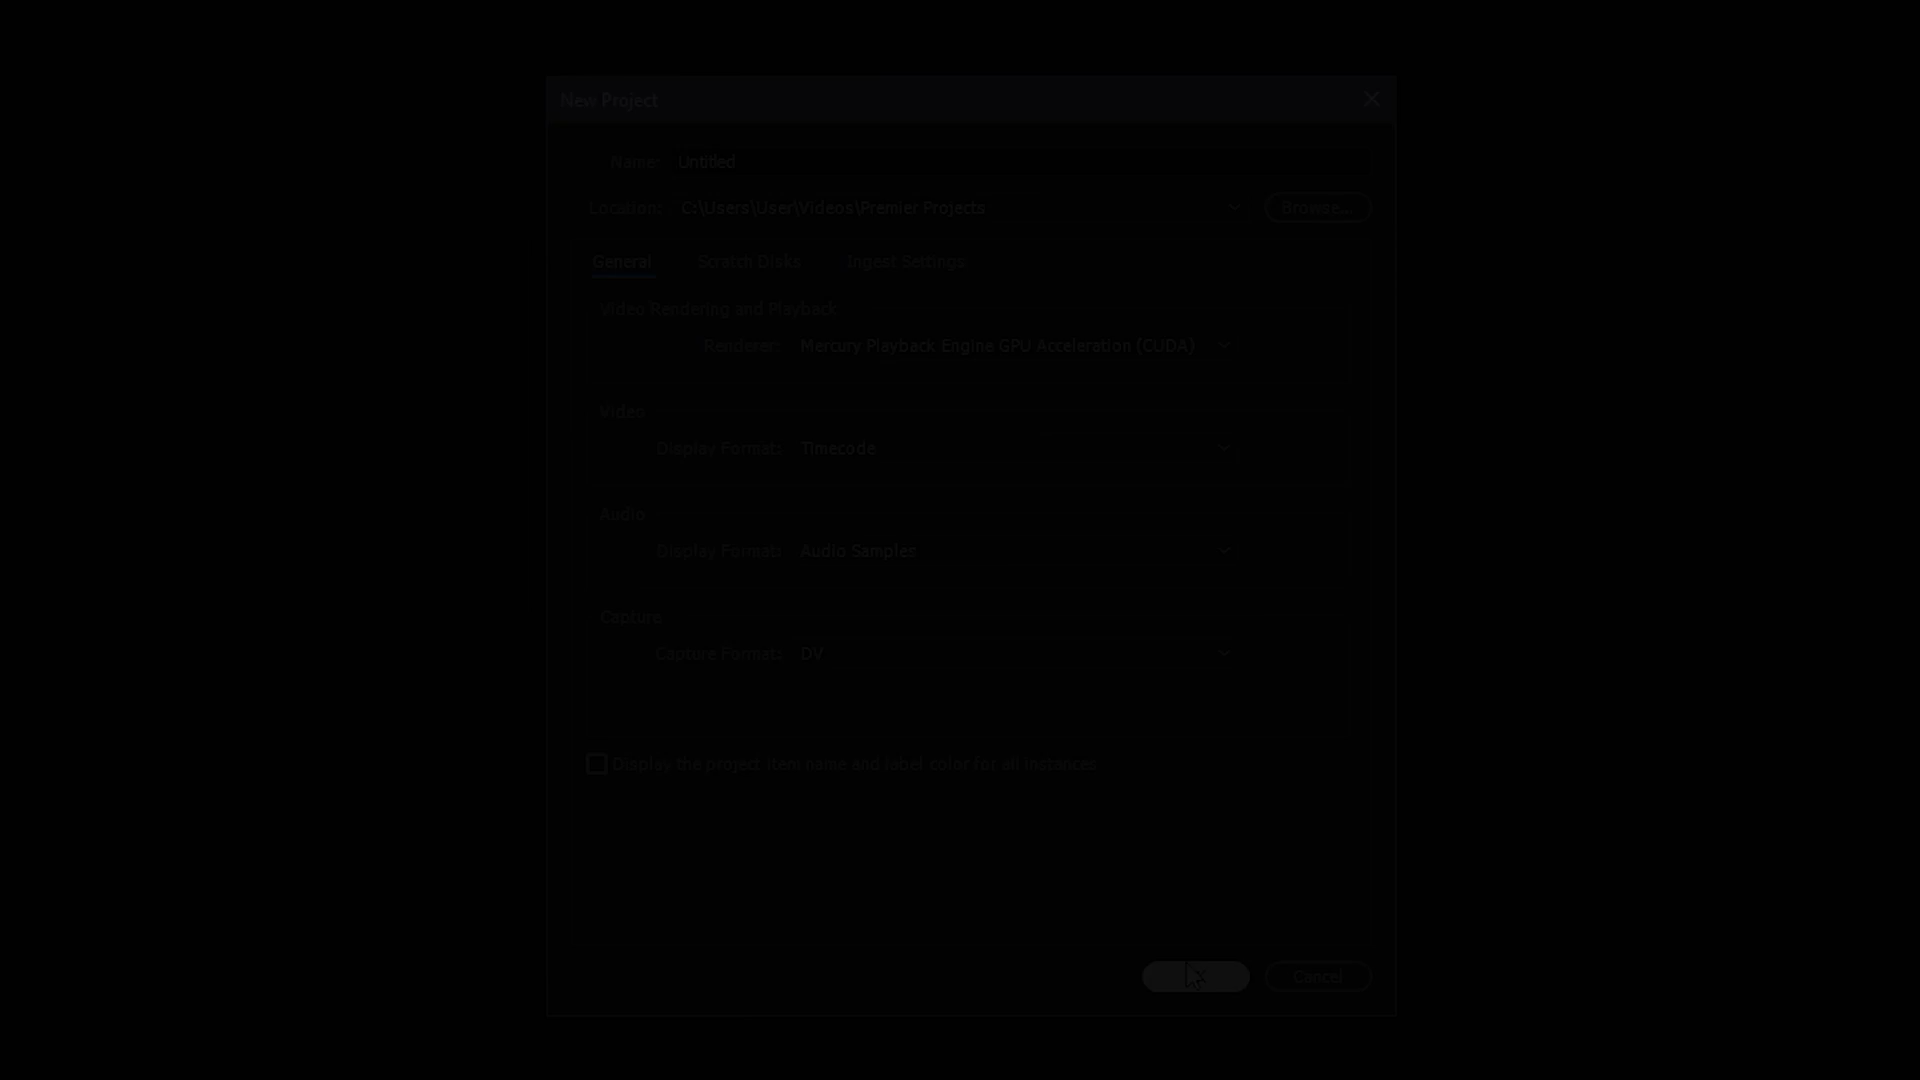 New Project
Name: Untitled
Location: C:\Users\User\Videos\Premier Projects Browse...
General Scratch Disks Ingest Settings
Video Rendering and Playback
Renderer: Mercury Playback Engine GPU Acceleration (CUDA)
Video
Display Format: Timecode
Audio
Display Format: Audio Samples
Capture
Capture Format: DV
Display the project item name and label color for all instances
Cancel